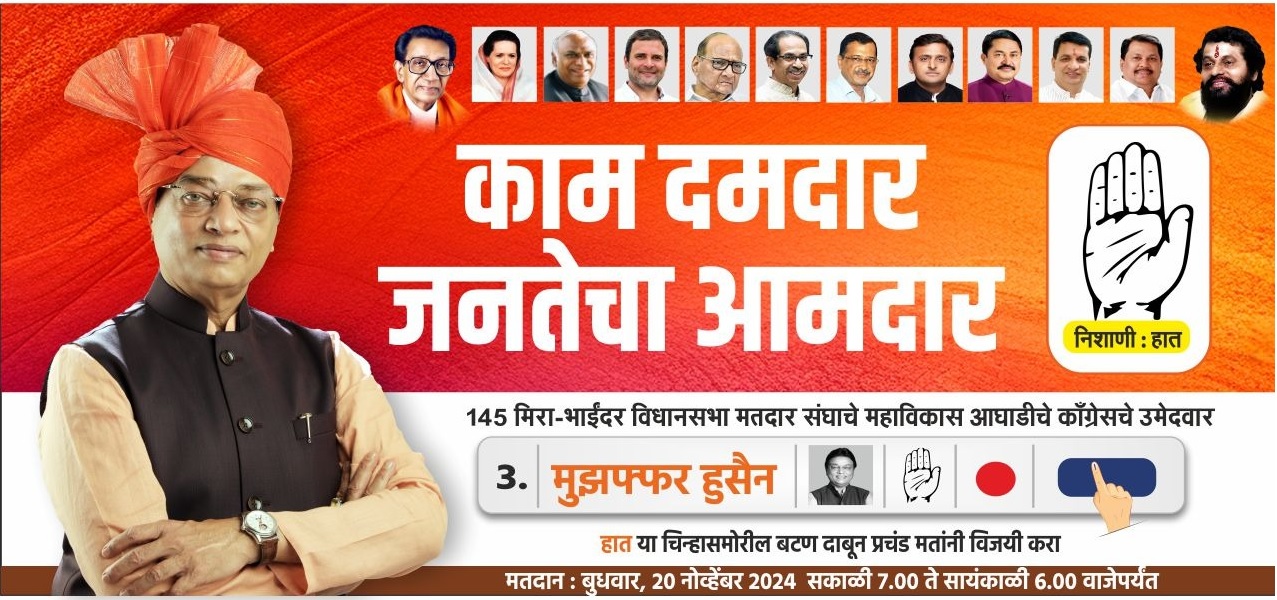 काम दमदार
जनतेचा आमदार
निशाणी : हात
145 मिरा-भाईंदर विधानसभा मतदार संघाचे महाविकास आघाडीचे काँग्रेसचे उमेदवार
3. मुझफ्फर हुसैन
हात या चिन्हासमोरील बटण दाबून प्रचंड मतांनी विजयी करा
मतदान : बुधवार, 20 नोव्हेंबर 2024 सकाळी 7.00 ते सायंकाळी 6.00 वाजेपर्यंत